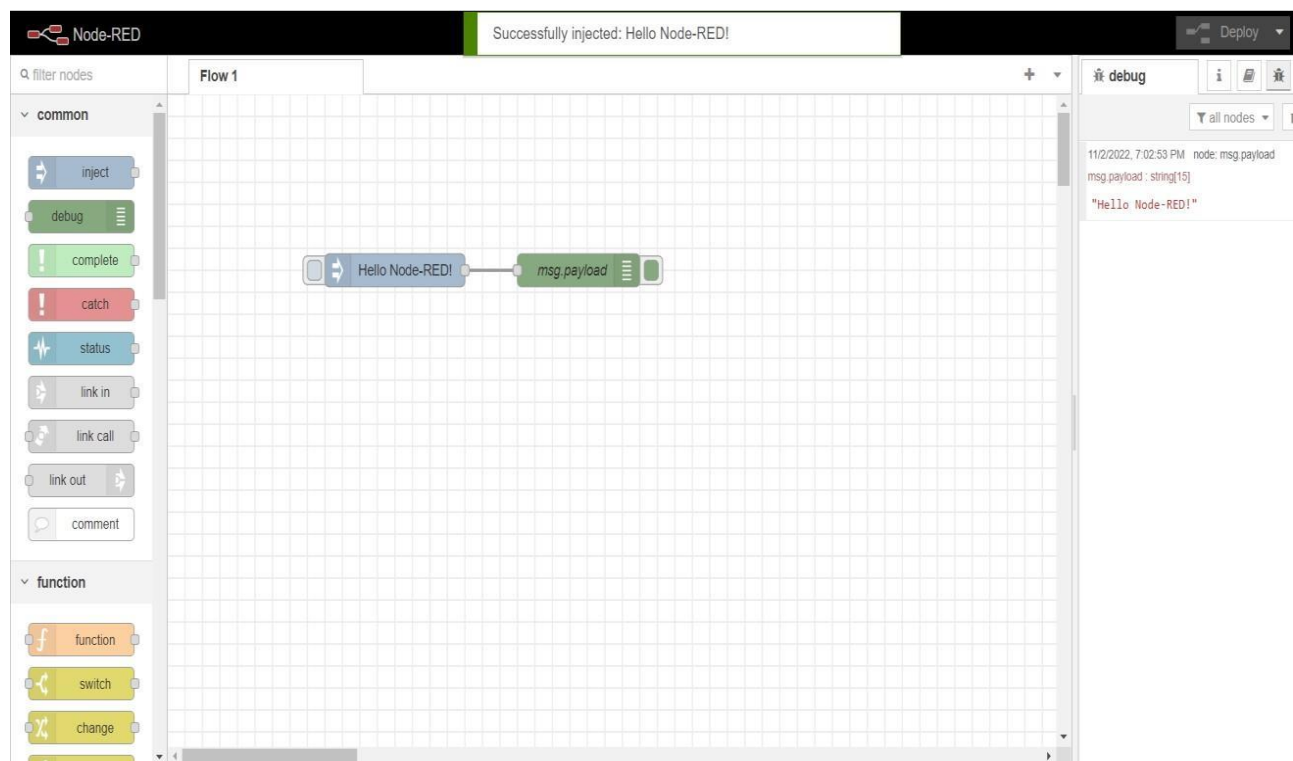 Node-RED
Successfully injected: Hello Node-RED!
Deploy
filter nodes
Flow 1
debug
i
all nodes
common
inject
debug
complete
catch
status
link in
link call
link out
comment
function
function
switch
change
Hello Node-RED!
msg.payload
11/2/2022, 7:02:53 PM node: msg.payload
msg.payload : string[15]
"Hello Node-RED!"